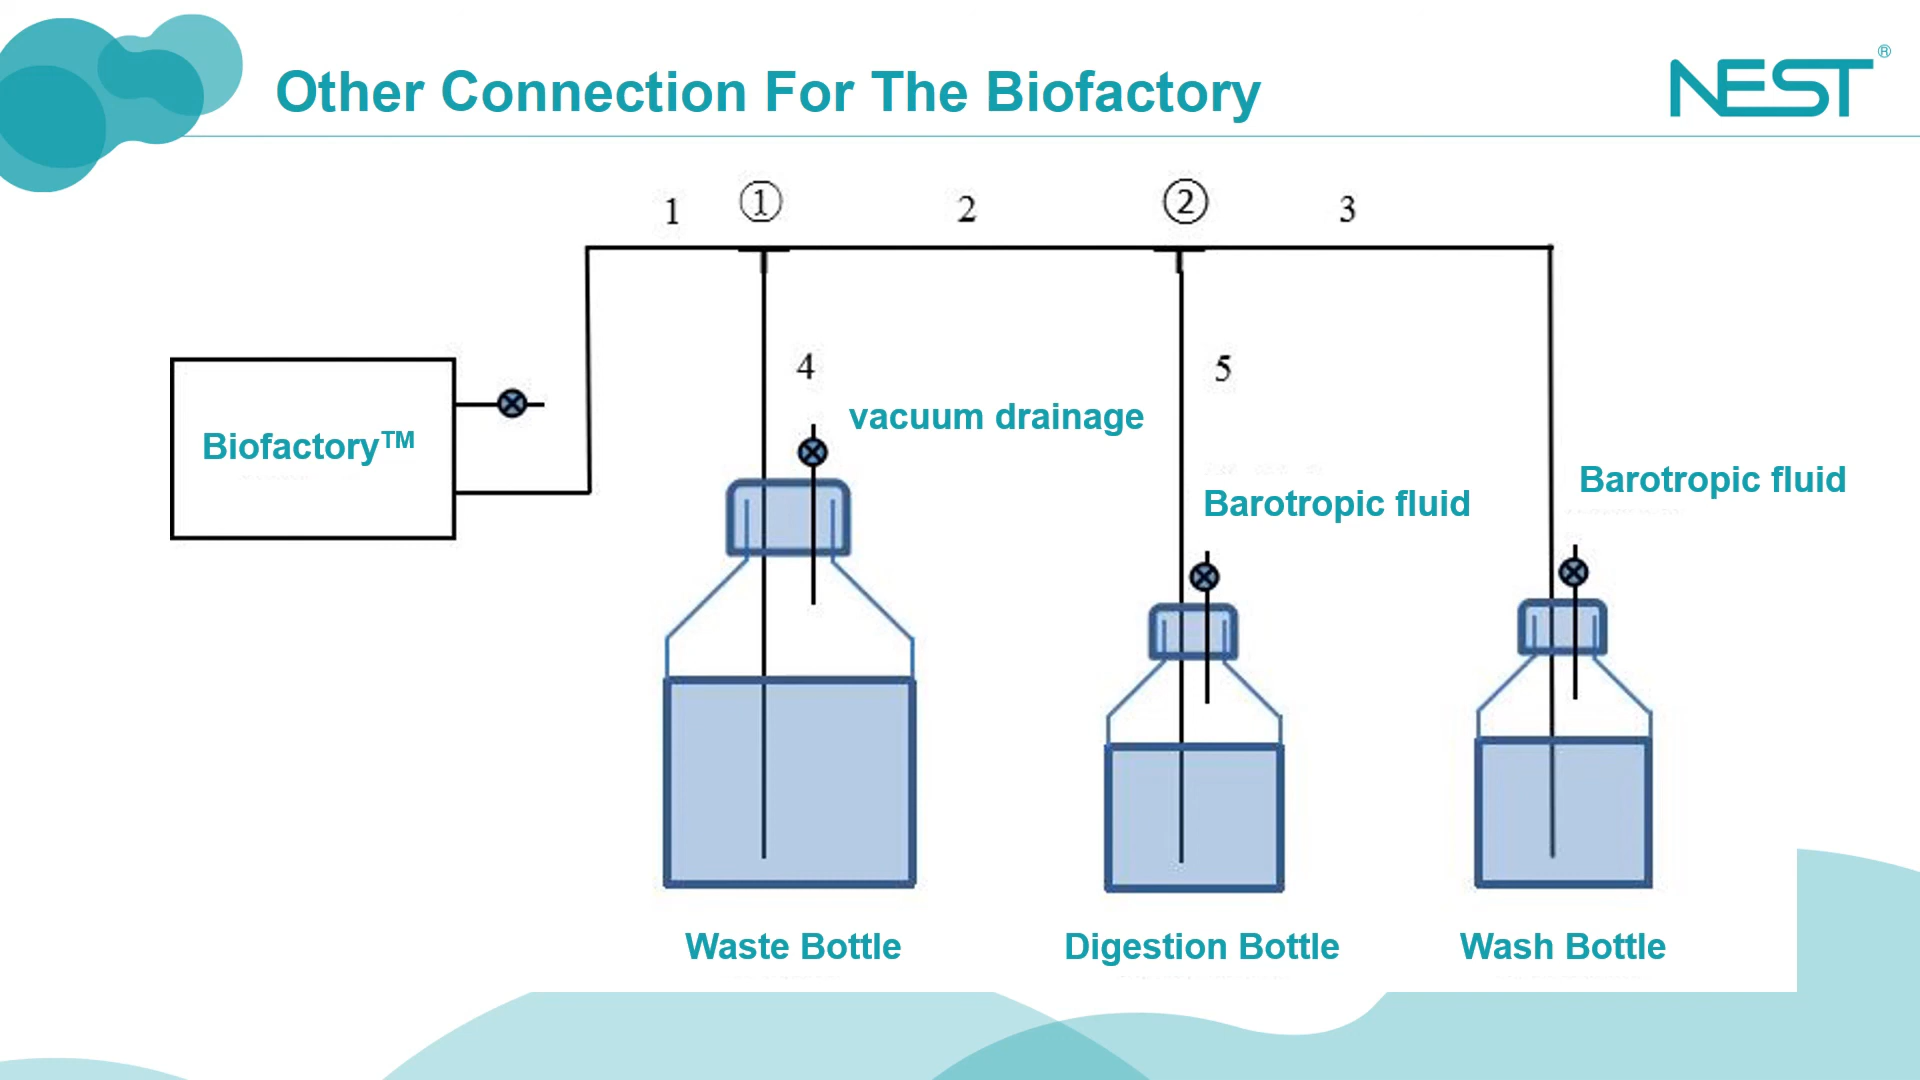 Other Connection For The Biofactory
NEST®
1
①
2
②
3
4
5
vacuum drainage
Biofactory™
Barotropic fluid
Barotropic fluid
Waste Bottle
Digestion Bottle
Wash Bottle